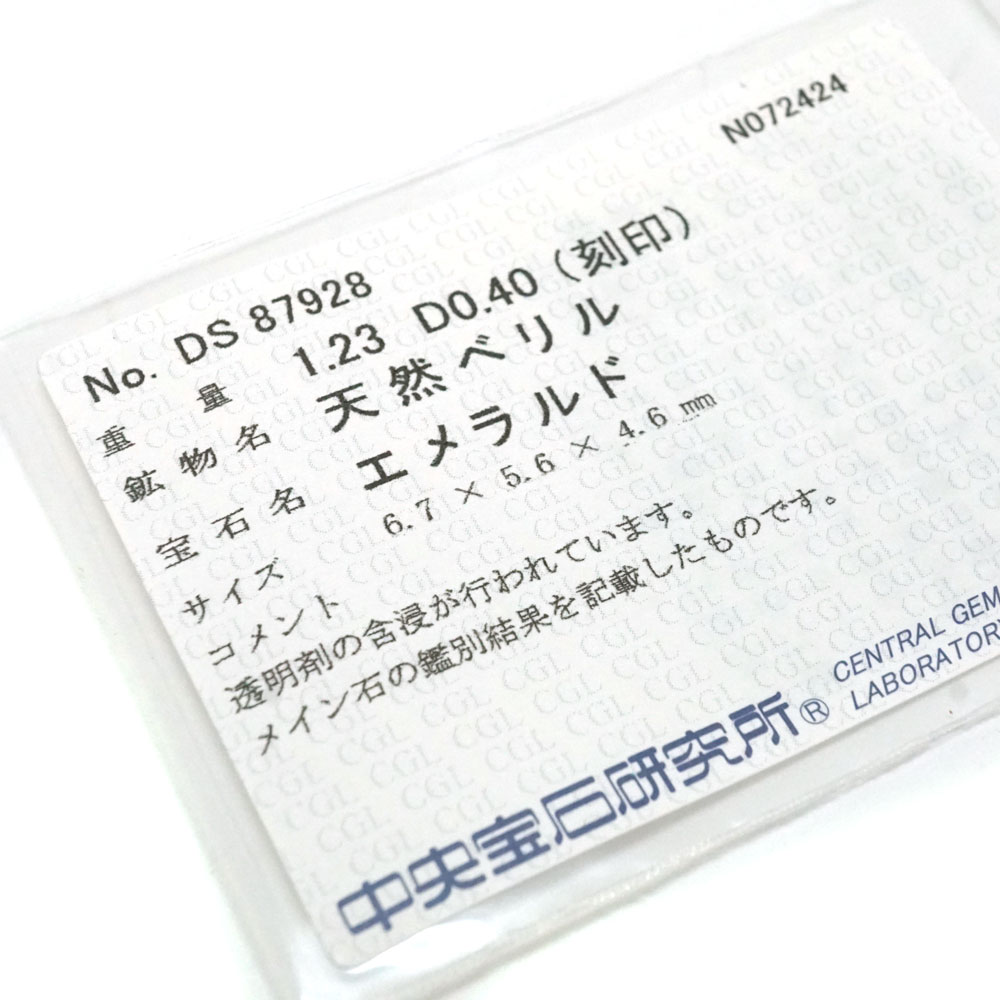 N072424
No. DS 87928
重量 1.23 D0.40 (刻印)
鉱物名 天然ベリル
宝石名 エメラルド
サイズ 6.7 × 5.6 × 4.6 mm
コメント
透明剤の含浸が行われています。
メイン石の鑑別結果を記載したものです。
中央宝石研究所® CENTRAL GEM
LABORATORY